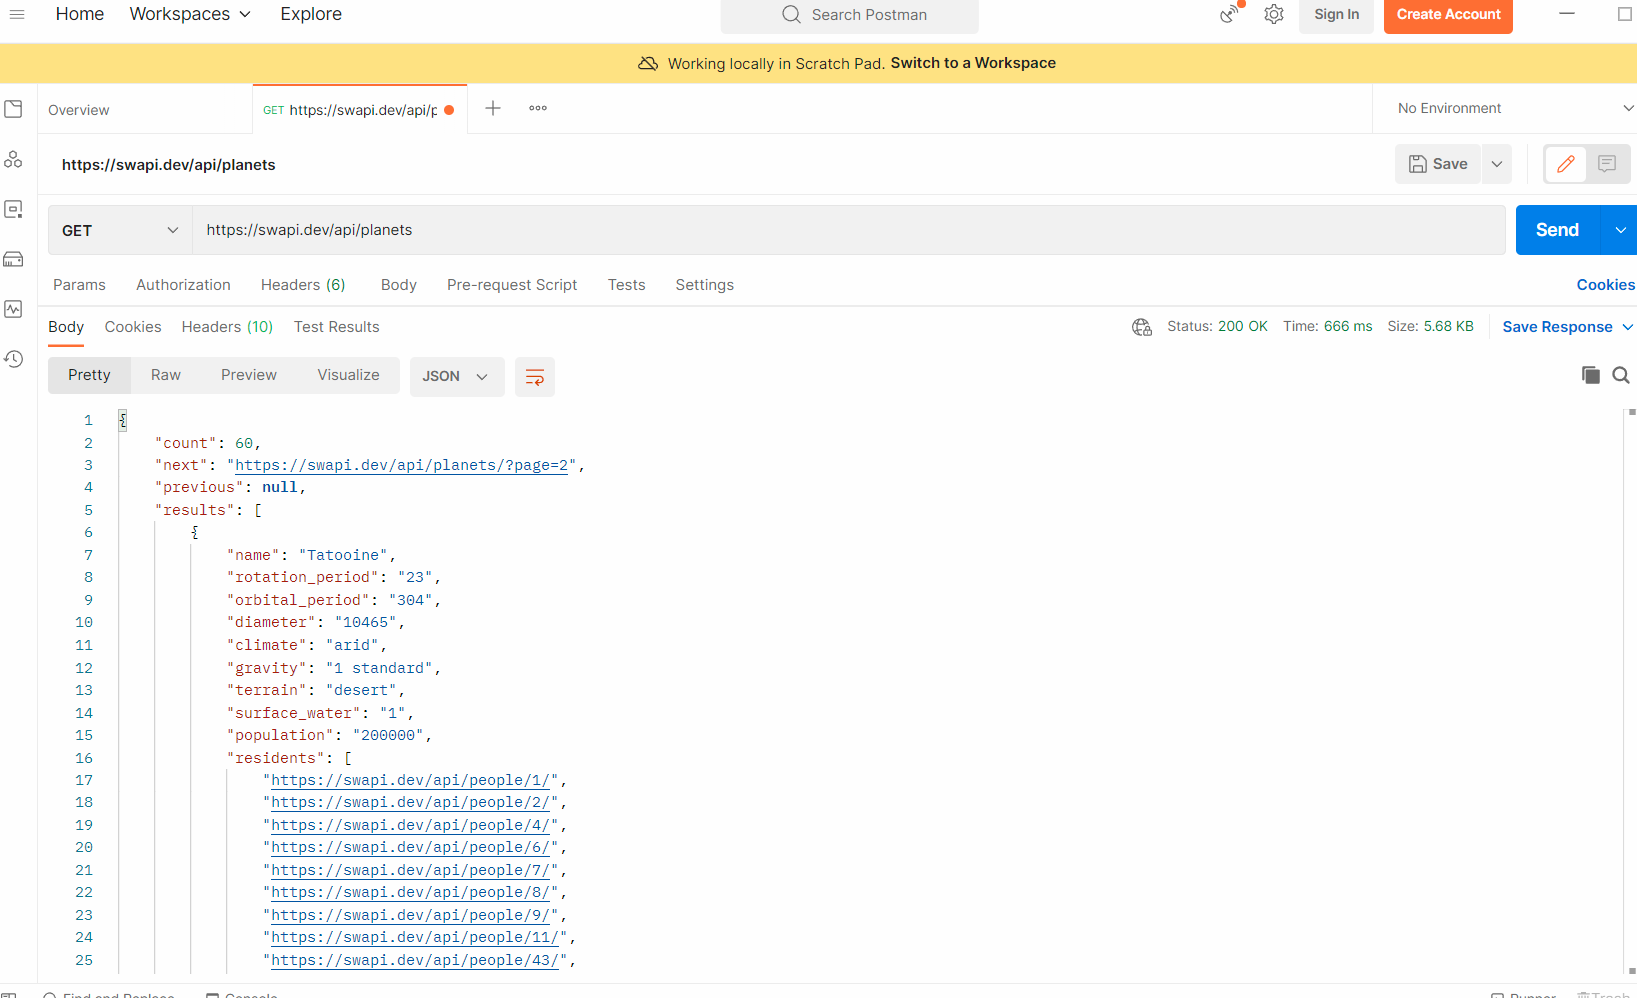 Home Workspaces Explore Search Postman Sign In Create Account
Working locally in Scratch Pad. Switch to a Workspace
Overview GET https://swapi.dev/api/p No Environment
https://swapi.dev/api/planets Save
GET https://swapi.dev/api/planets Send
Params Authorization Headers (6) Body Pre-request Script Tests Settings Cookies
Body Cookies Headers (10) Test Results Status: 200 OK Time: 666 ms Size: 5.68 KB Save Response
Pretty Raw Preview Visualize JSON
1 {
2 "count": 60,
3 "next": "https://swapi.dev/api/planets/?page=2",
4 "previous": null,
5 "results": [
6 {
7 "name": "Tatooine",
8 "rotation_period": "23",
9 "orbital_period": "304",
10 "diameter": "10465",
11 "climate": "arid",
12 "gravity": "1 standard",
13 "terrain": "desert",
14 "surface_water": "1",
15 "population": "200000",
16 "residents": [
17 "https://swapi.dev/api/people/1/",
18 "https://swapi.dev/api/people/2/",
19 "https://swapi.dev/api/people/4/",
20 "https://swapi.dev/api/people/6/",
21 "https://swapi.dev/api/people/7/",
22 "https://swapi.dev/api/people/8/",
23 "https://swapi.dev/api/people/9/",
24 "https://swapi.dev/api/people/11/",
25 "https://swapi.dev/api/people/43/",
Find and Replace Console Runner Trash